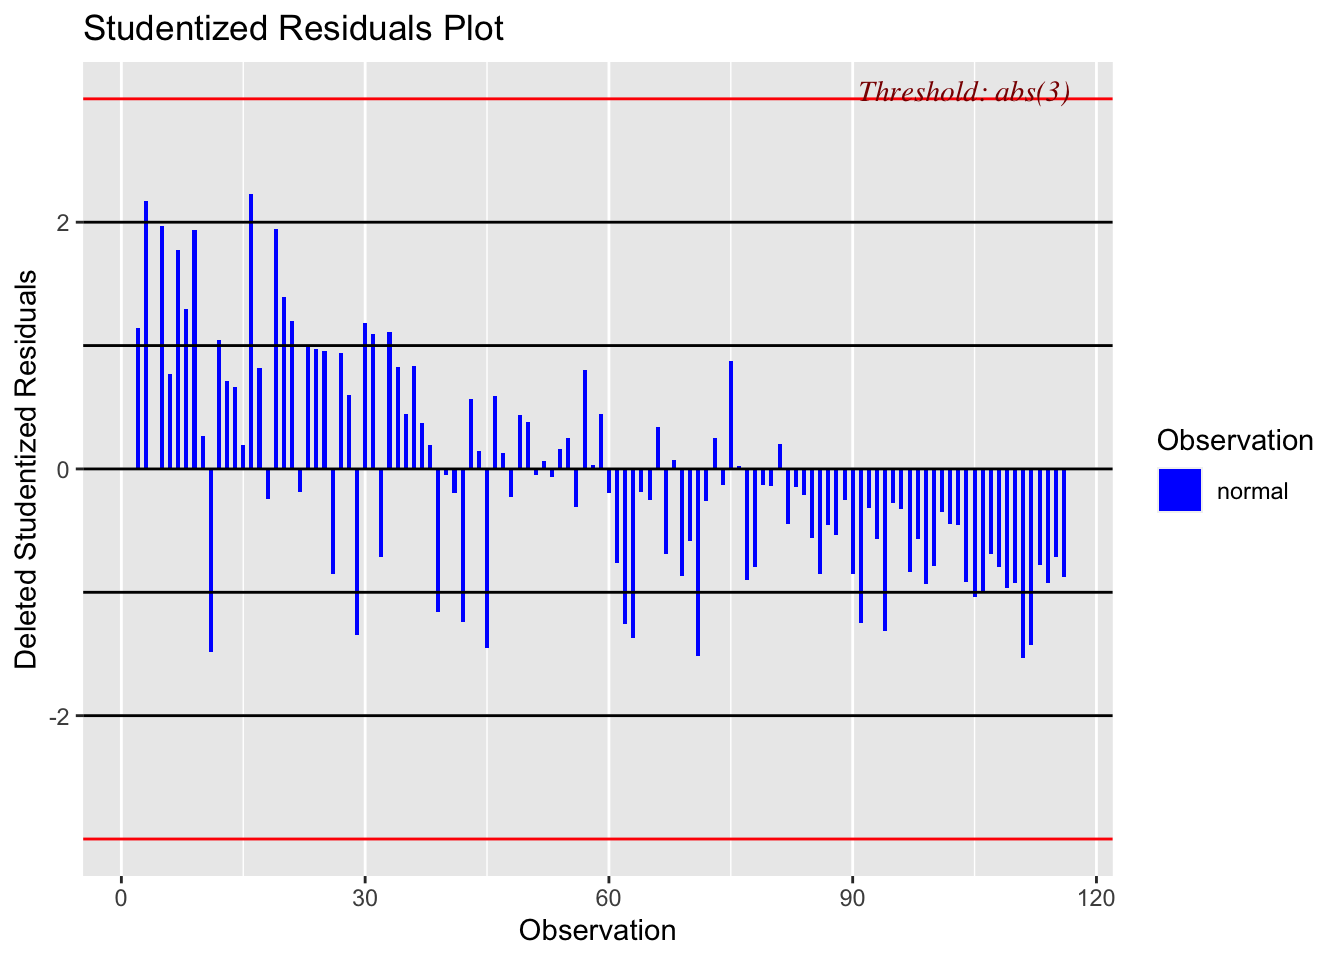 Studentized Residuals Plot
Threshold: abs(3)
Deleted Studentized Residuals
2
0
-2
0
30
60
90
120
Observation
Observation
normal